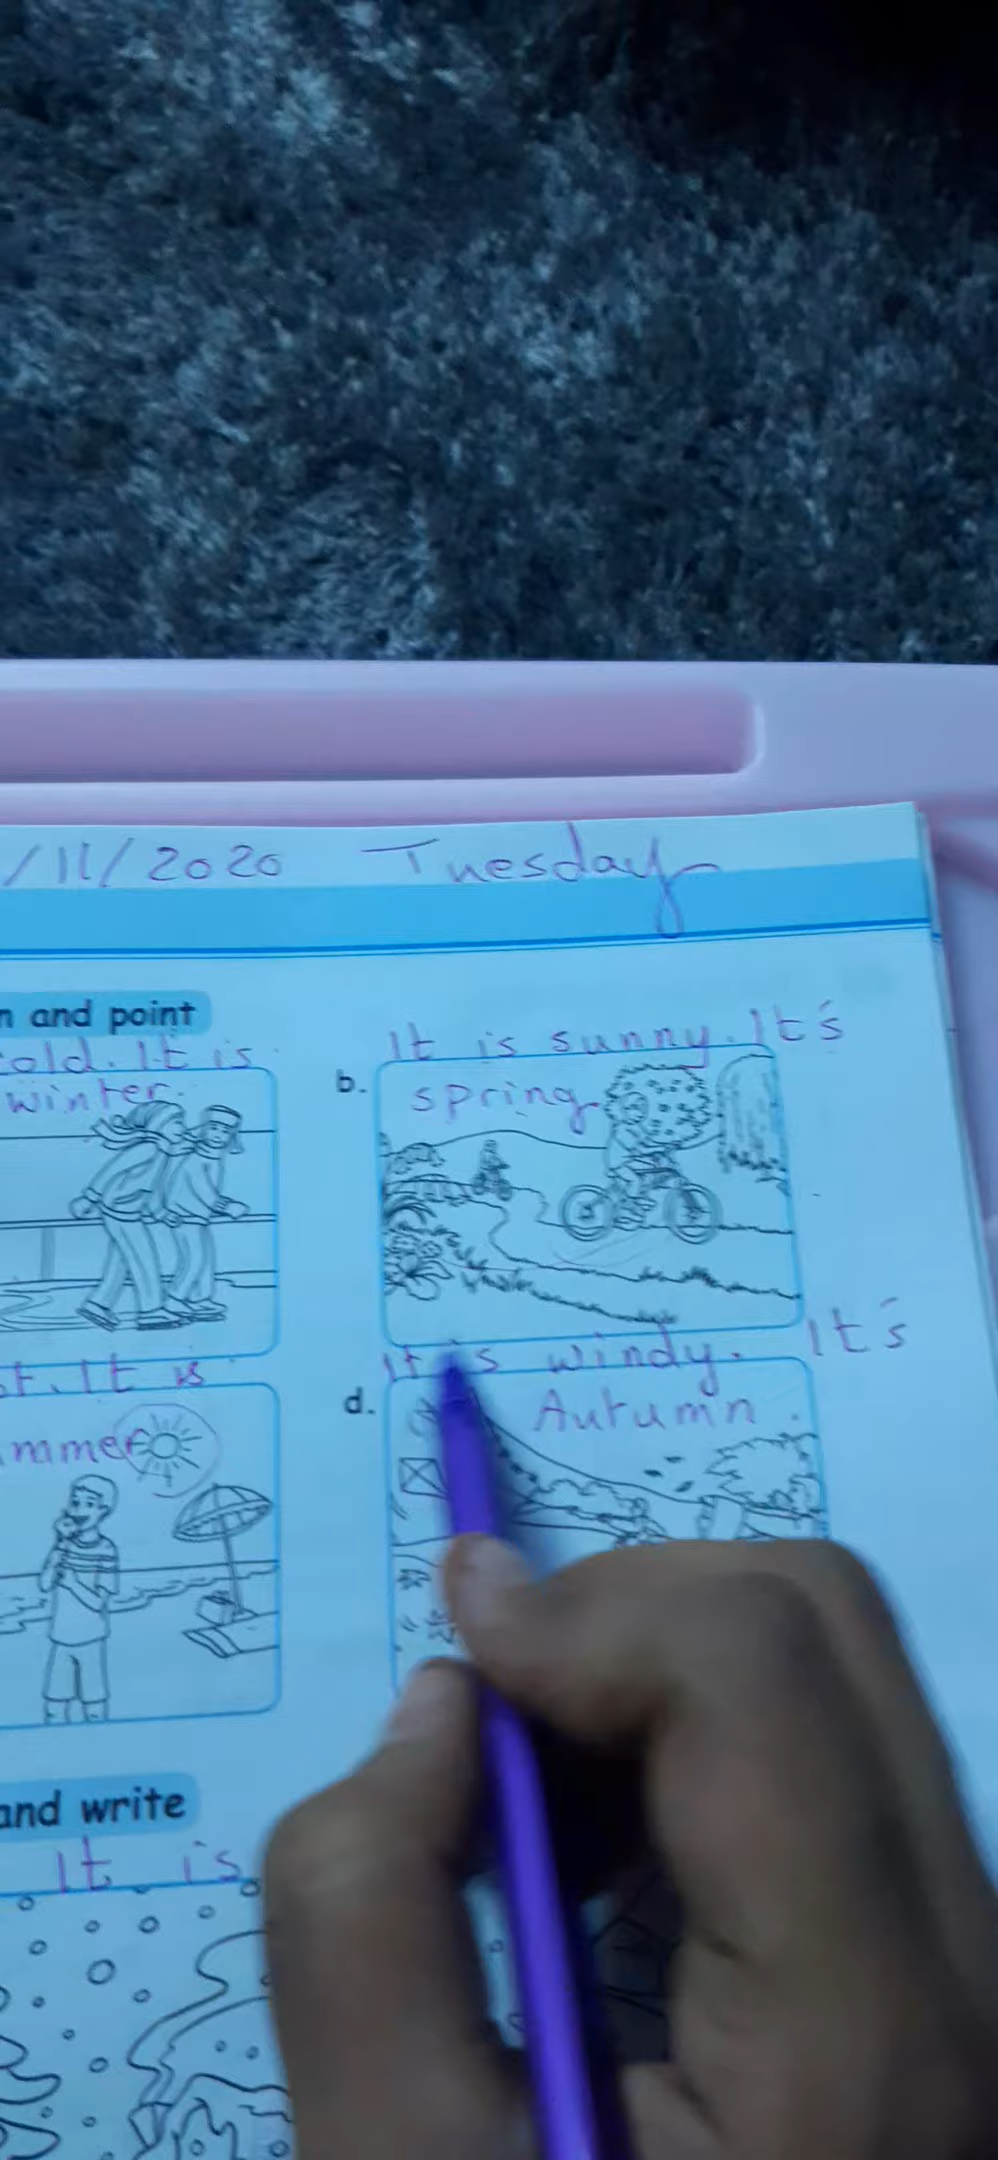 /11/2020 Tuesday
n and point
old. It is
winter.
It is sunny. It's
b.
spring
t. It is
mmer
It is windy. It's
d.
Autumn.
and write
It is